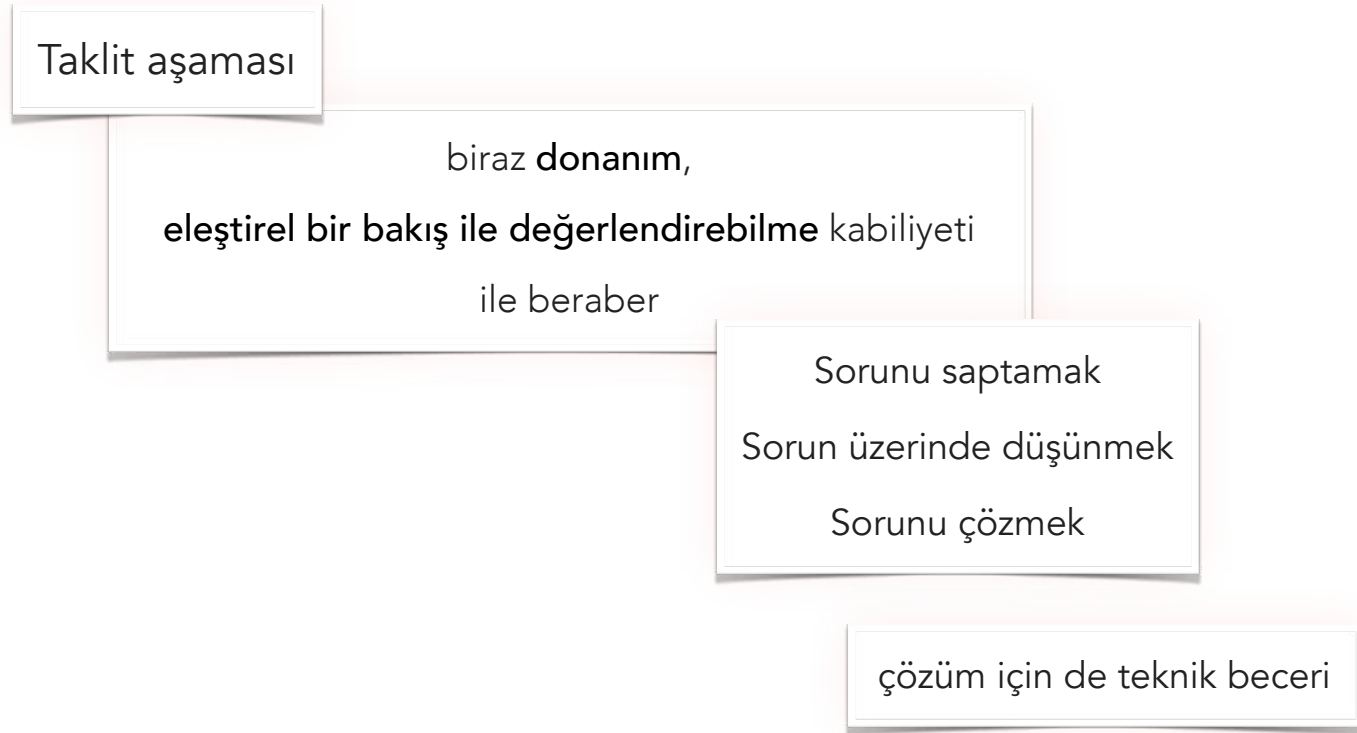 Taklit aşaması
biraz donanım,
eleştirel bir bakış ile değerlendirebilme kabiliyeti
ile beraber
Sorunu saptamak
Sorun üzerinde düşünmek
Sorunu çözmek
çözüm için de teknik beceri